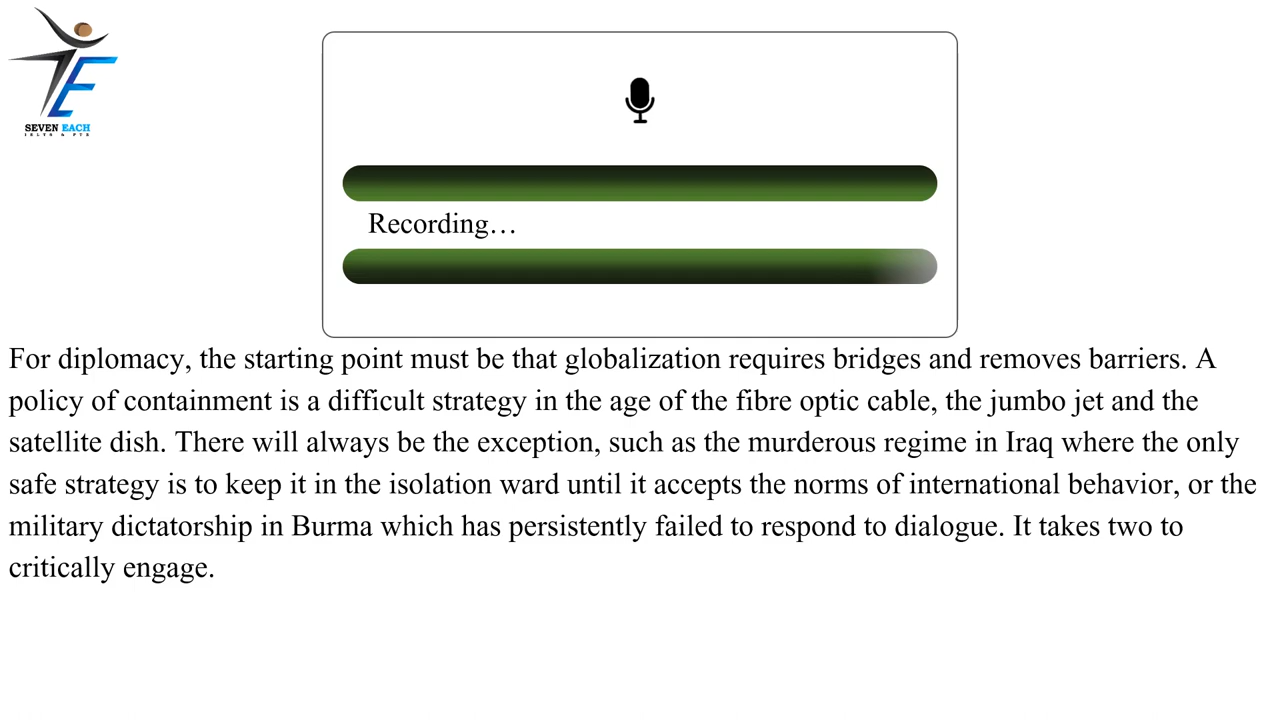 SEVEN EACH
IELTS & PTE
Recording…
For diplomacy, the starting point must be that globalization requires bridges and removes barriers. A
policy of containment is a difficult strategy in the age of the fibre optic cable, the jumbo jet and the
satellite dish. There will always be the exception, such as the murderous regime in Iraq where the only
safe strategy is to keep it in the isolation ward until it accepts the norms of international behavior, or the
military dictatorship in Burma which has persistently failed to respond to dialogue. It takes two to
critically engage.